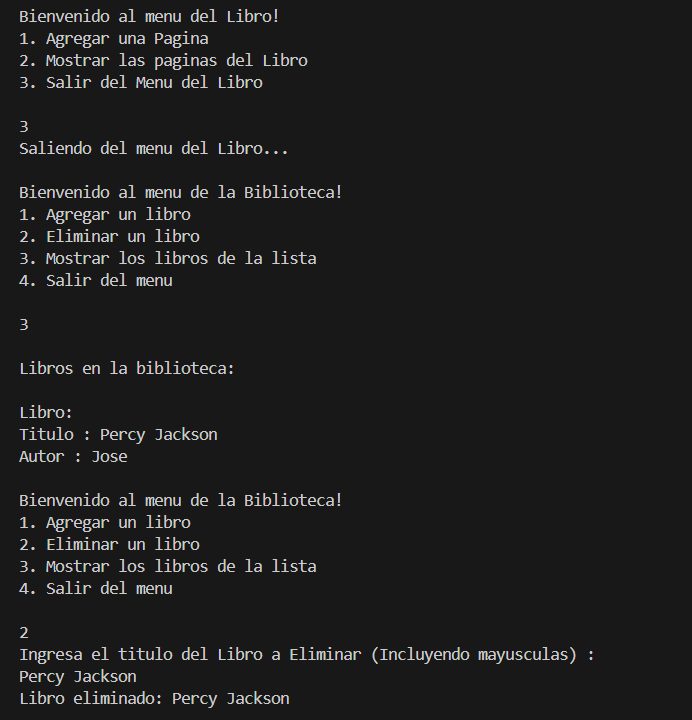 Bienvenido al menu del Libro!
1. Agregar una Pagina
2. Mostrar las paginas del Libro
3. Salir del Menu del Libro
3
Saliendo del menu del Libro...
Bienvenido al menu de la Biblioteca!
1. Agregar un libro
2. Eliminar un libro
3. Mostrar los libros de la lista
4. Salir del menu
3
Libros en la biblioteca:
Libro:
Titulo : Percy Jackson
Autor : Jose
Bienvenido al menu de la Biblioteca!
1. Agregar un libro
2. Eliminar un libro
3. Mostrar los libros de la lista
4. Salir del menu
2
Ingresa el titulo del Libro a Eliminar (Incluyendo mayusculas) :
Percy Jackson
Libro eliminado: Percy Jackson